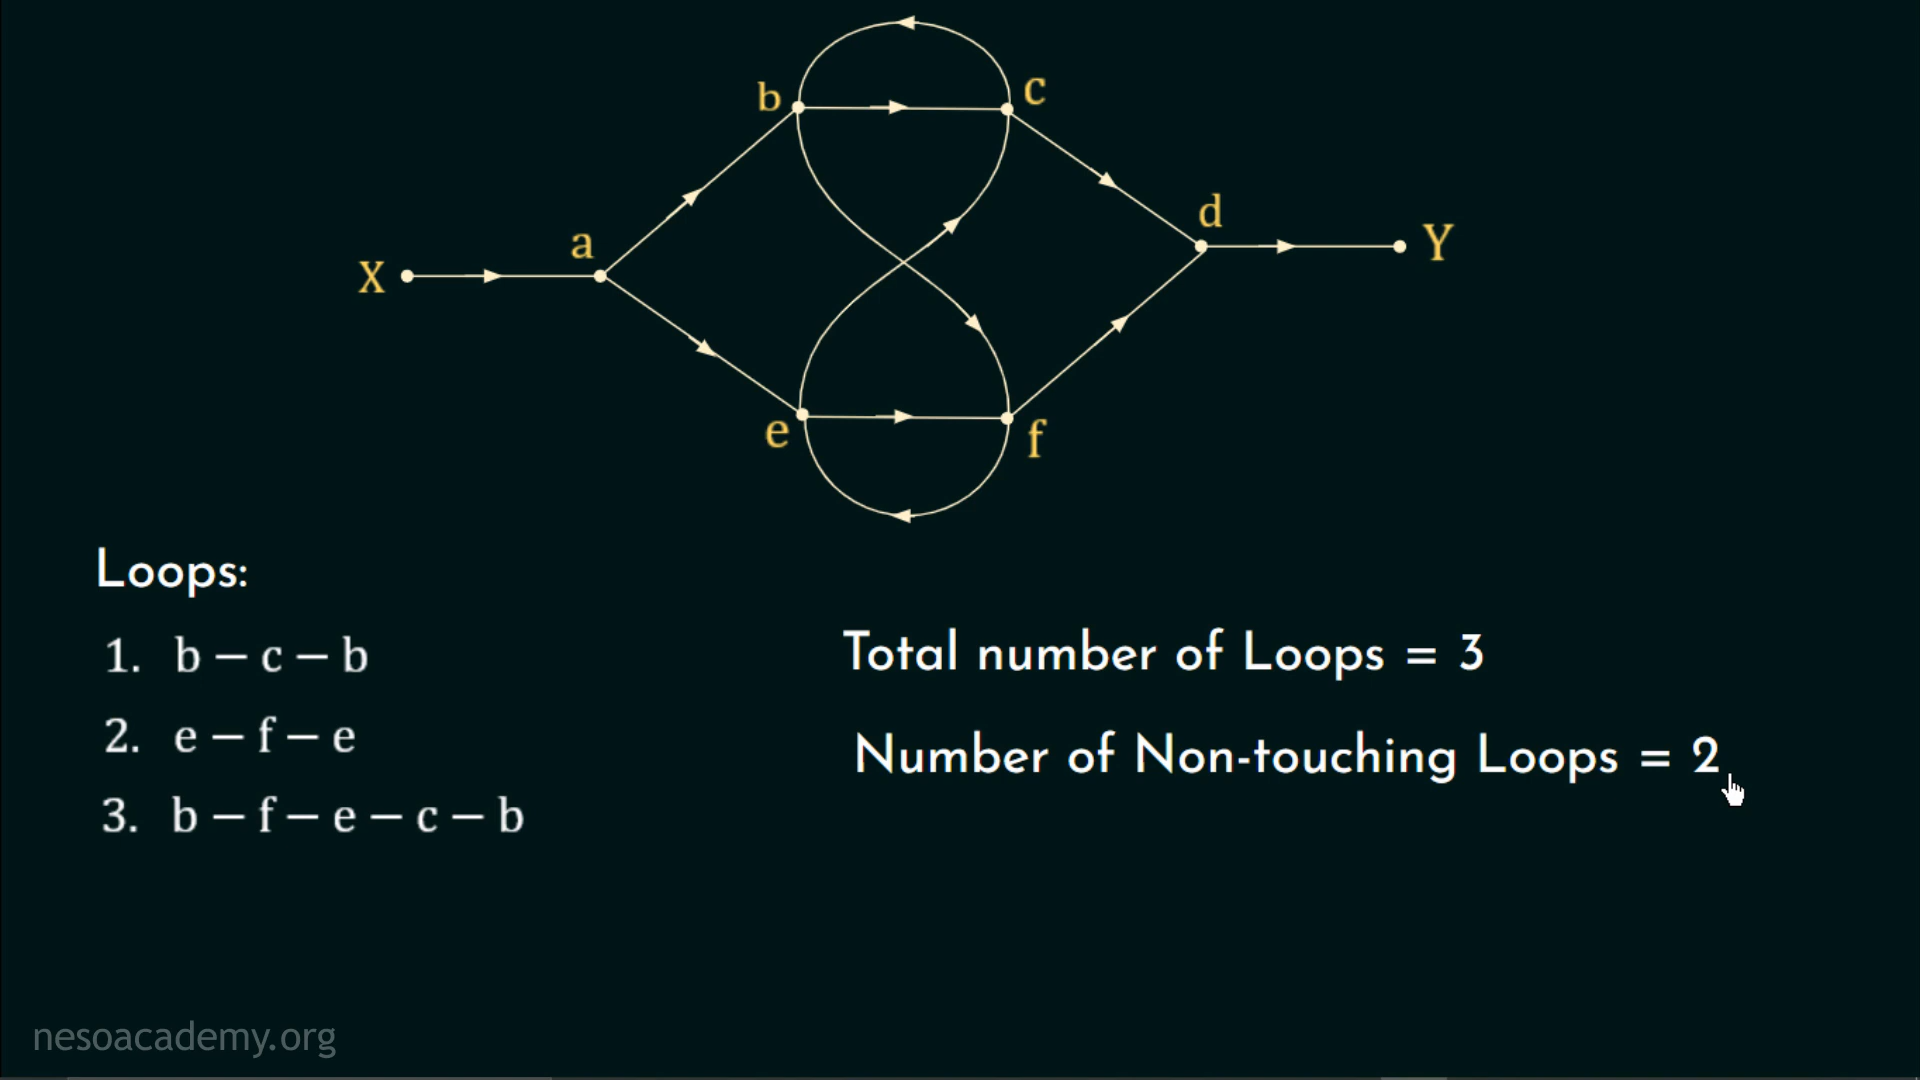 b
c
d
a
X
Y
e
f
Loops:
1. b – c – b
2. e – f – e
3. b – f – e – c – b
Total number of Loops = 3
Number of Non-touching Loops = 2
nesoacademy.org